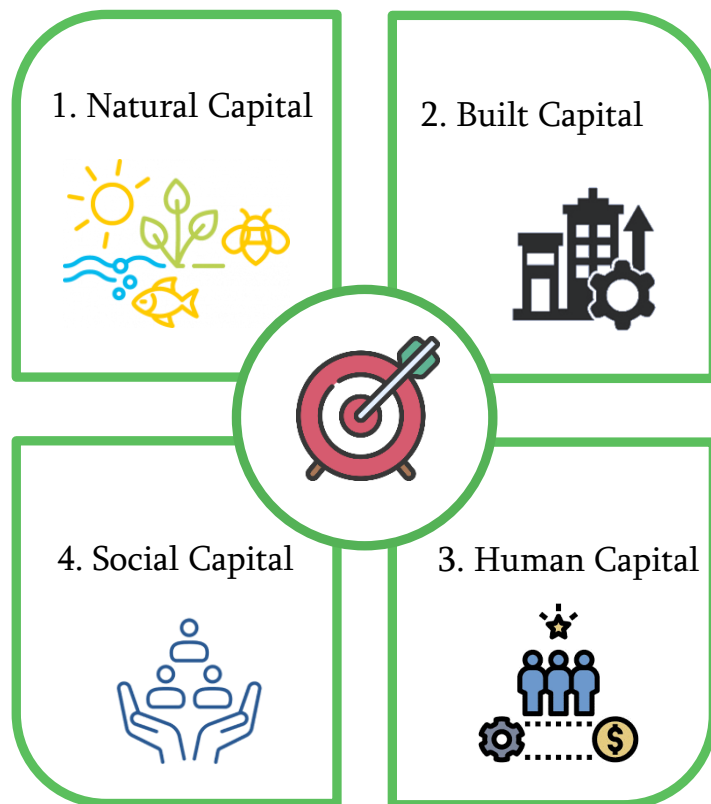 1. Natural Capital
2. Built Capital
4. Social Capital
3. Human Capital
$